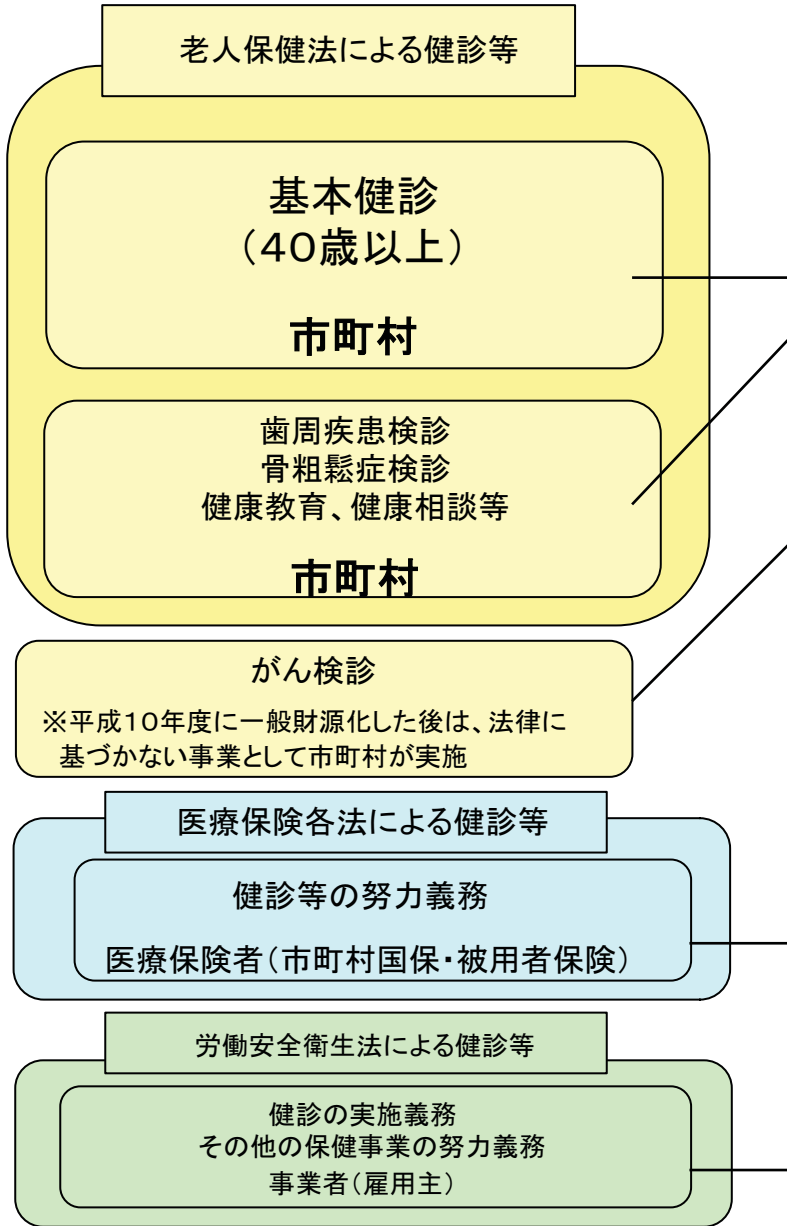 老人保健法による健診等
基本健診
（４０歳以上）
市町村
歯周疾患検診
骨粗鬆症検診
健康教育、健康相談等
市町村
がん検診
※平成１０年度に一般財源化した後は、法律に
基づかない事業として市町村が実施
医療保険各法による健診等
健診等の努力義務
医療保険者（市町村国保・被用者保険）
労働安全衛生法による健診等
健診の実施義務
その他の保健事業の努力義務
事業者（雇用主）